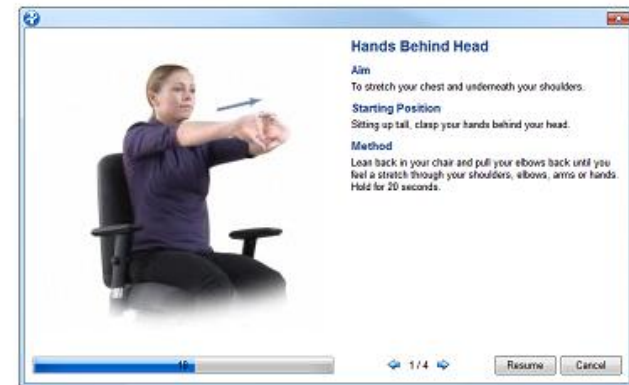 Hands Behind Head
Aim
To stretch your chest and underneath your shoulders.
Starting Position
Sitting up tall, clasp your hands behind your head.
Method
Lean back in your chair and pull your elbows back until you
feel a stretch through your shoulders, elbows, arms or hands.
Hold for 20 seconds.
1/4
Resume
Cancel